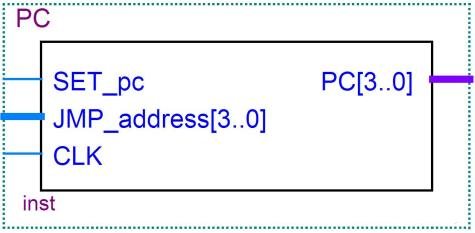 PC
SET_pc PC[3..0]
JMP_address[3..0]
CLK
inst